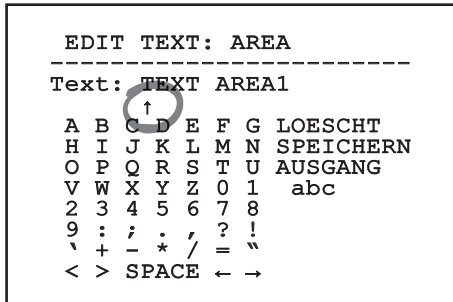 EDIT TEXT: AREA
-------------------------
Text: TEXT AREA1
↑
A B C D E F G LOESCHT
H I J K L M N SPEICHERN
O P Q R S T U AUSGANG
V W X Y Z 0 1 abc
2 3 4 5 6 7 8
9 : ; . , ? !
‵ + - * / = ‶
< > SPACE ← →